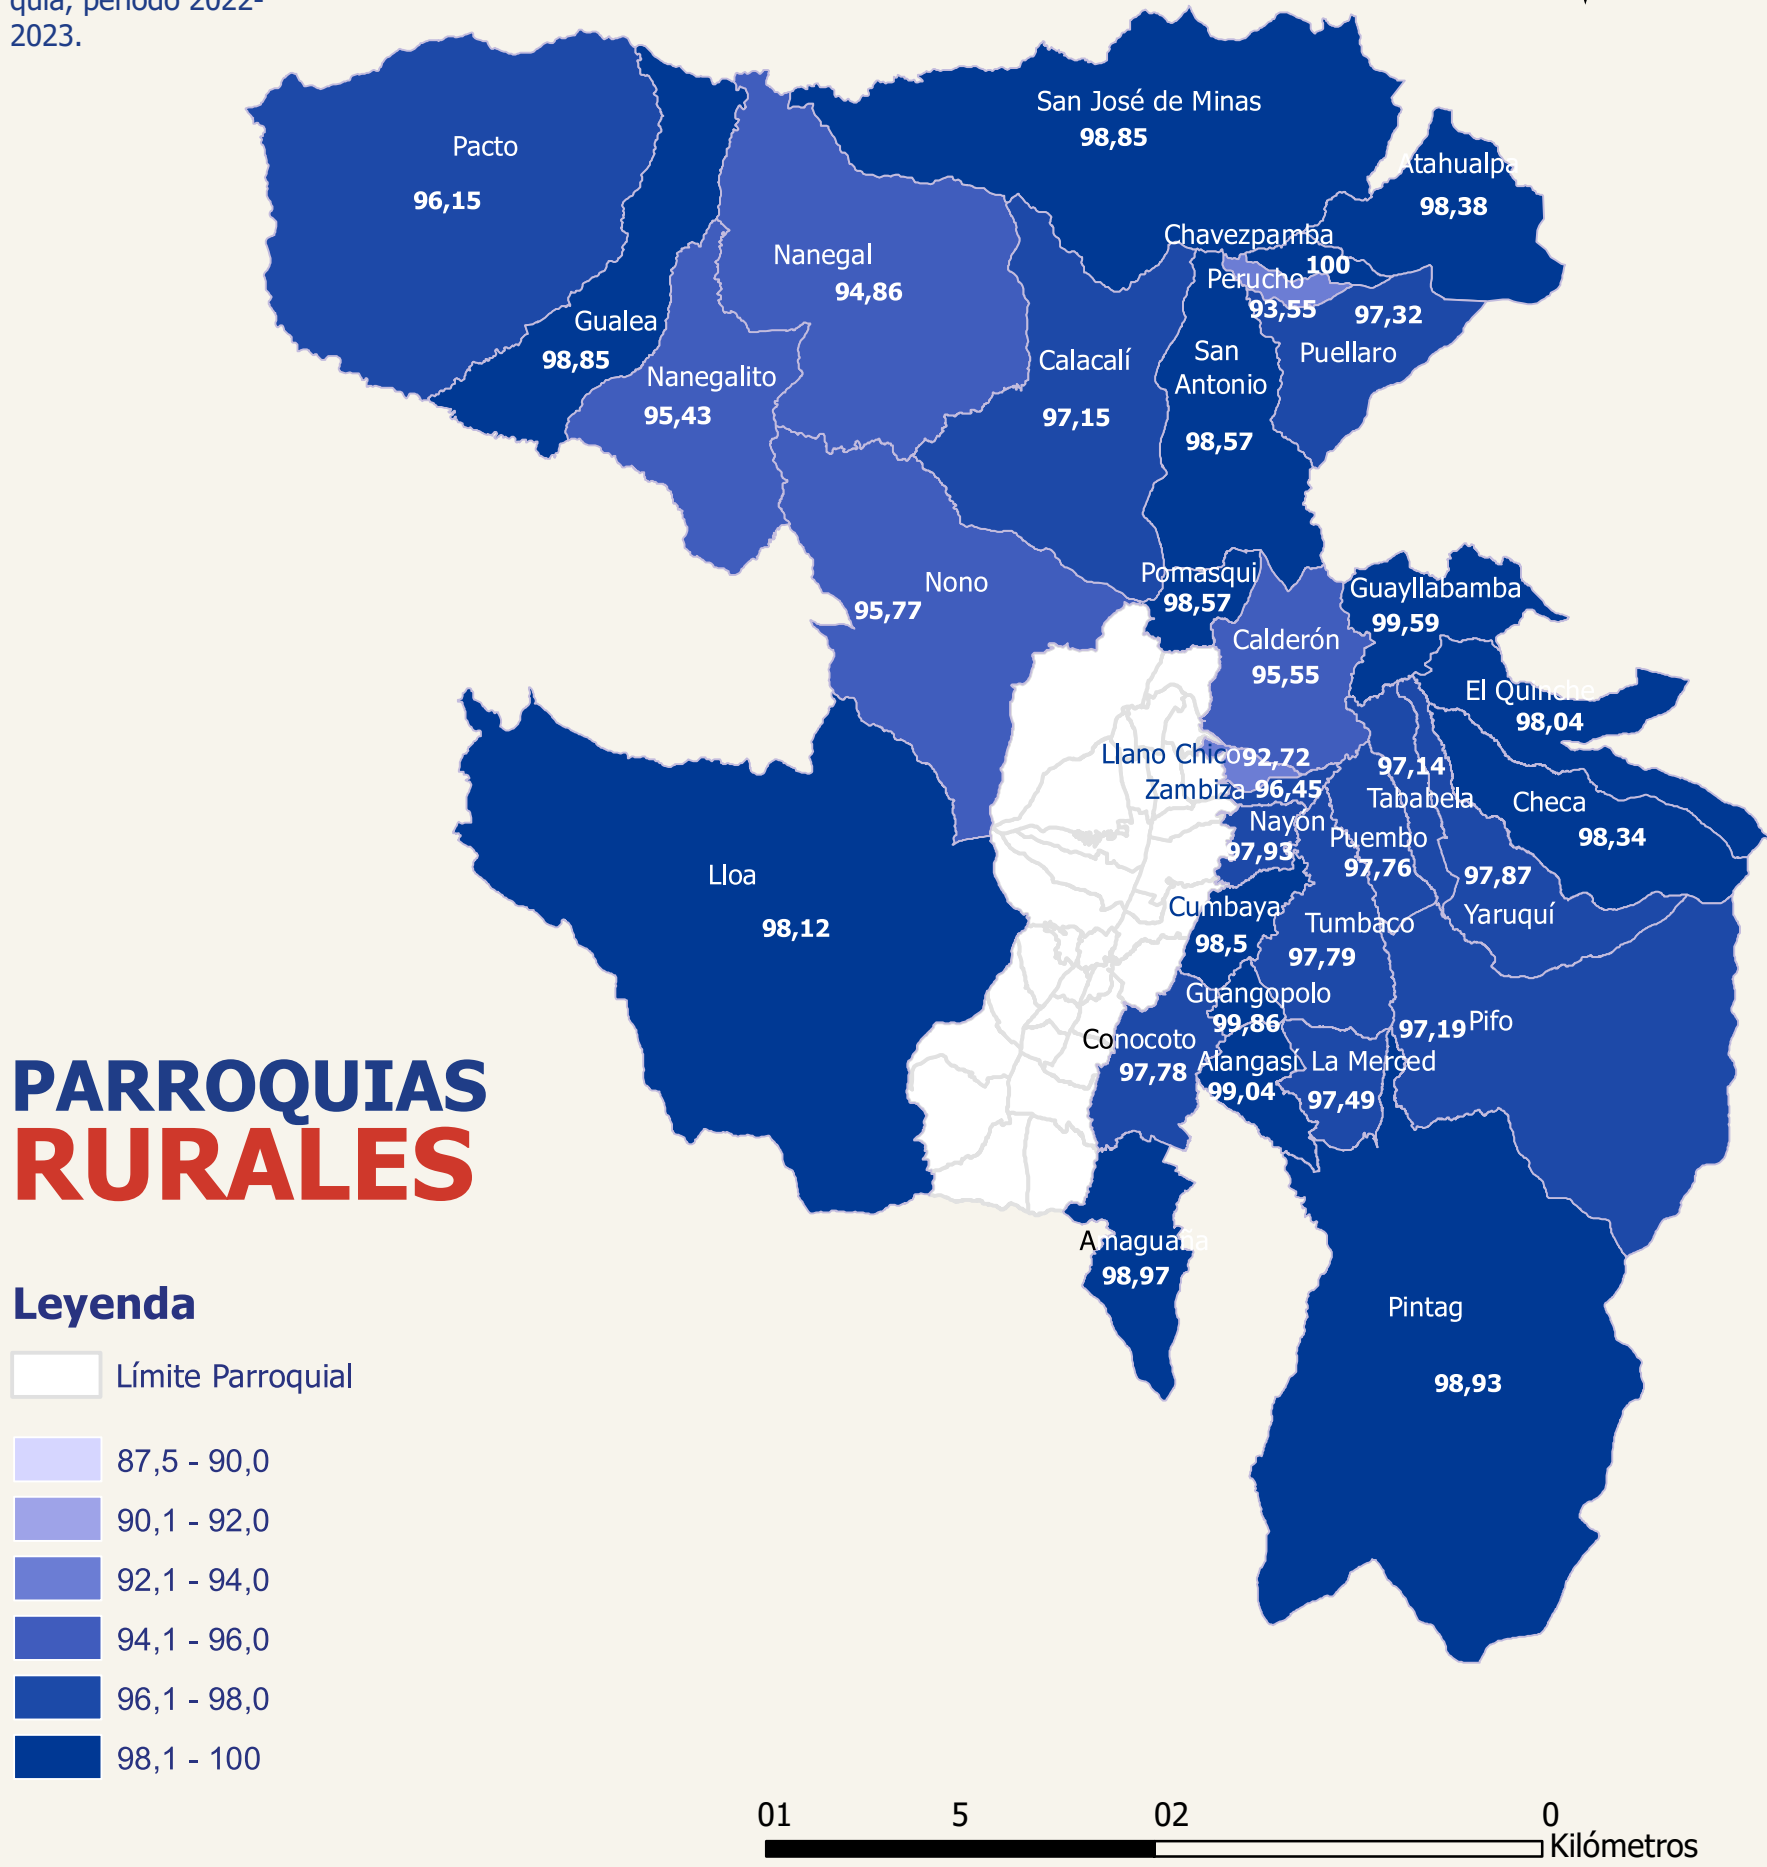 quia, periodo 2022-
2023.
San José de Minas
98,85
Pacto
96,15
Atahualpa
98,38
Chavezpamba
100
Nanegal
94,86
Perucho
93,55
97,32
Puellaro
Gualea
98,85
San
Antonio
98,57
Calacalí
97,15
Nanegalito
95,43
Nono
95,77
Pomasqui
98,57
Guayllabamba
99,59
Calderón
95,55
El Quinche
98,04
Llano Chico
92,72
97,14
Tababela
Zambiza
96,45
Checa
98,34
Nayón
97,93
Puembo
97,76
Lloa
98,12
97,87
Yaruquí
Cumbaya
98,5
Tumbaco
97,79
Guangopolo
99,86
97,19
Pifo
Conocoto
97,78
Alangasí
99,04
La Merced
97,49
PARROQUIAS
RURALES
Amaguaña
98,97
Pintag
98,93
Leyenda
Límite Parroquial
87,5 - 90,0
90,1 - 92,0
92,1 - 94,0
94,1 - 96,0
96,1 - 98,0
98,1 - 100
01 5 02 0
Kilómetros